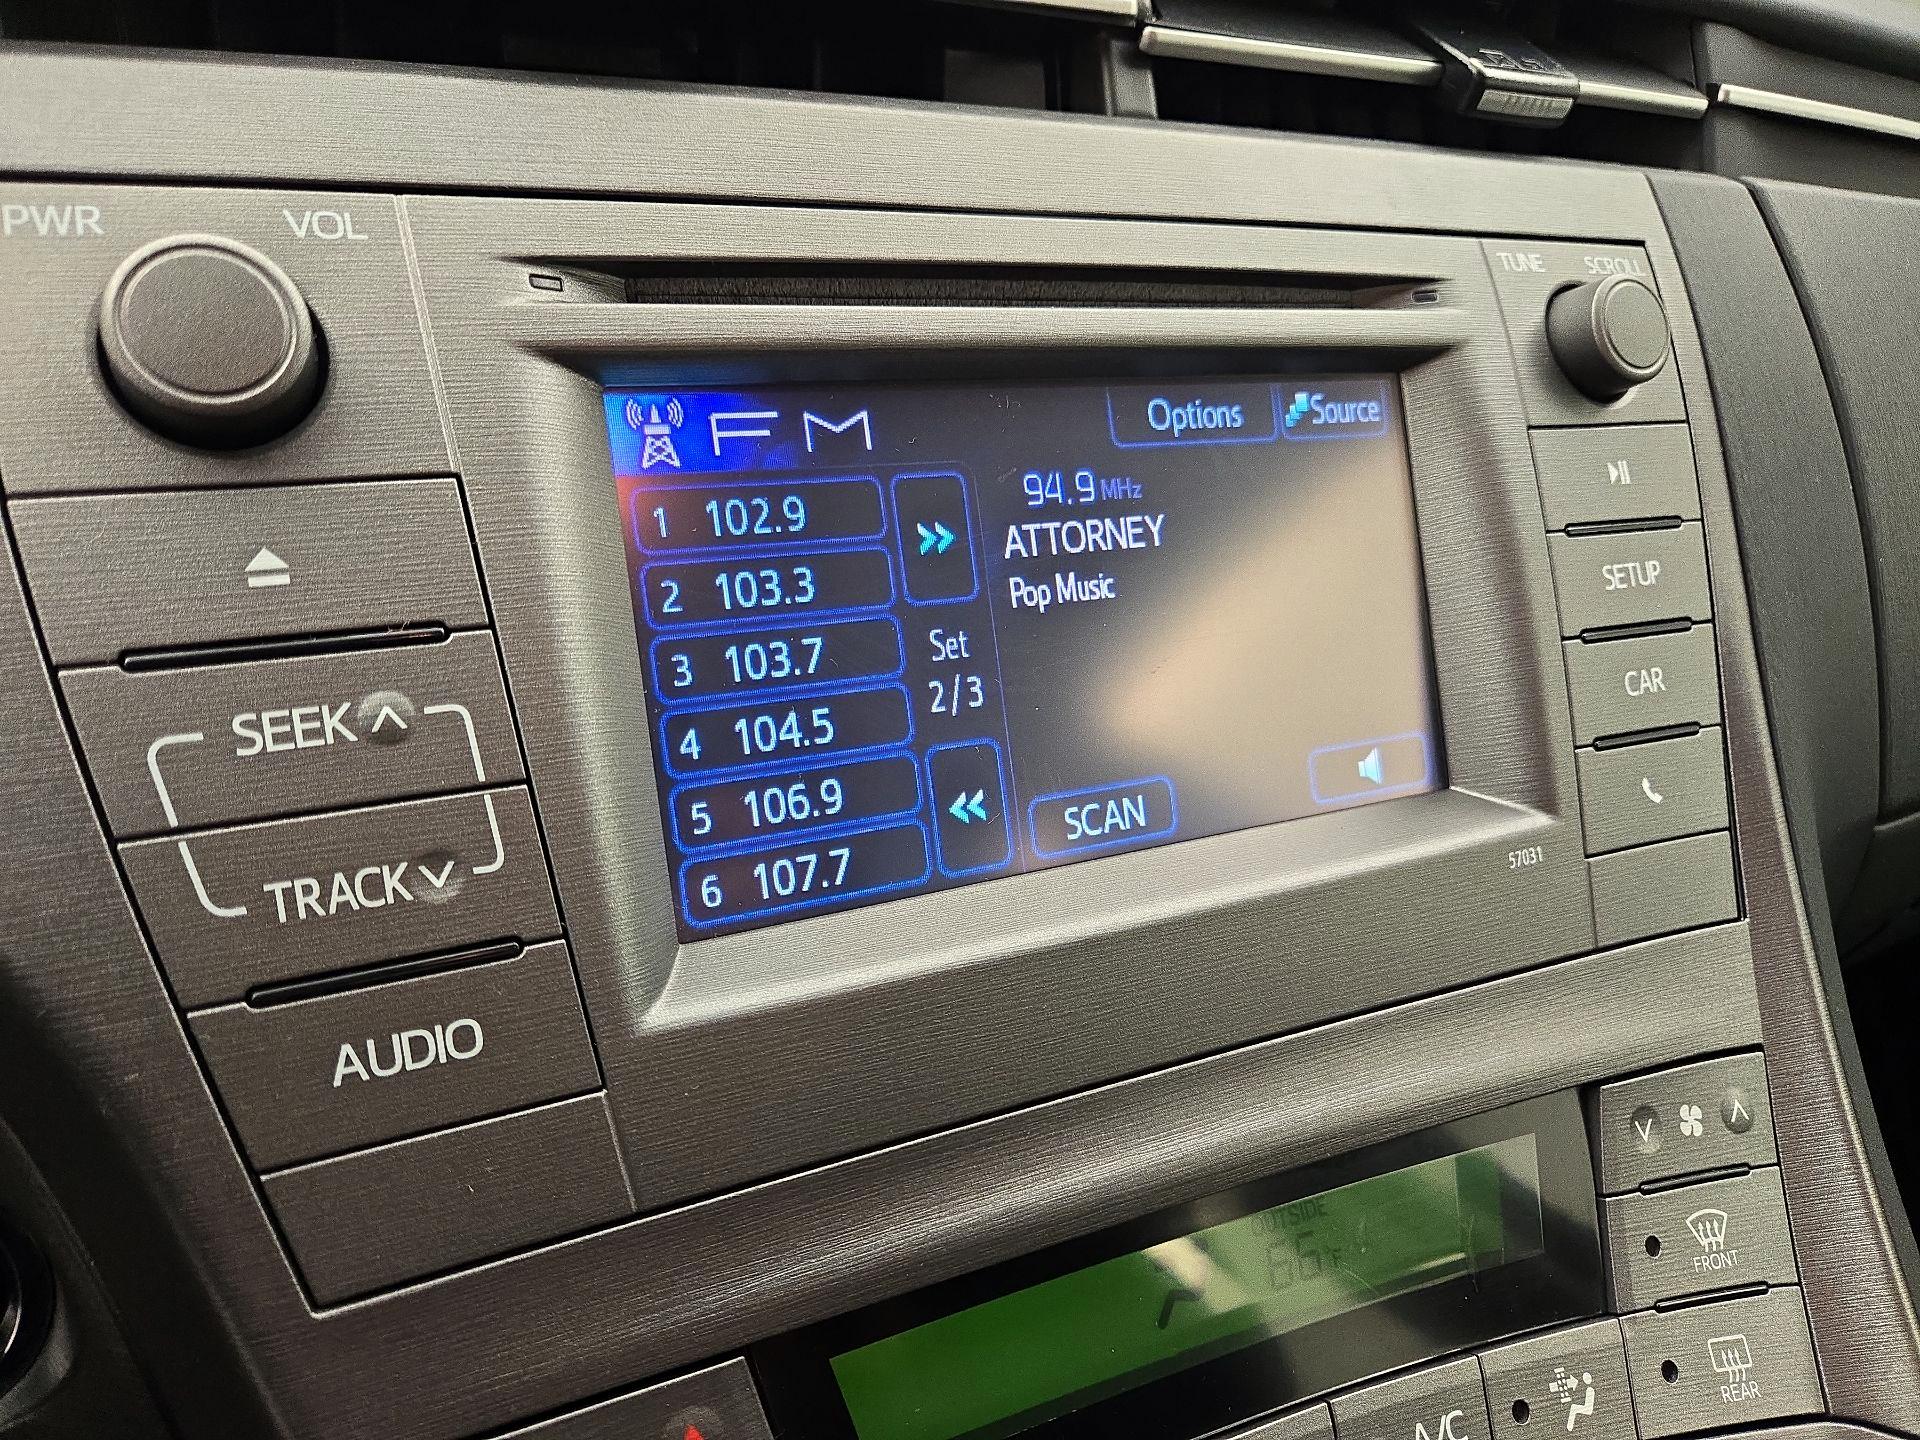 PWR VOL
TUNE SCROLL
FM
Options
Source
94.9 MHz
ATTORNEY
Pop Music
1 102.9
2 103.3
3 103.7
4 104.5
5 106.9
6 107.7
Set
2/3
SCAN
SEEK
TRACK
AUDIO
SETUP
CAR
57031
OUTSIDE
86°F
FRONT
REAR
A/C